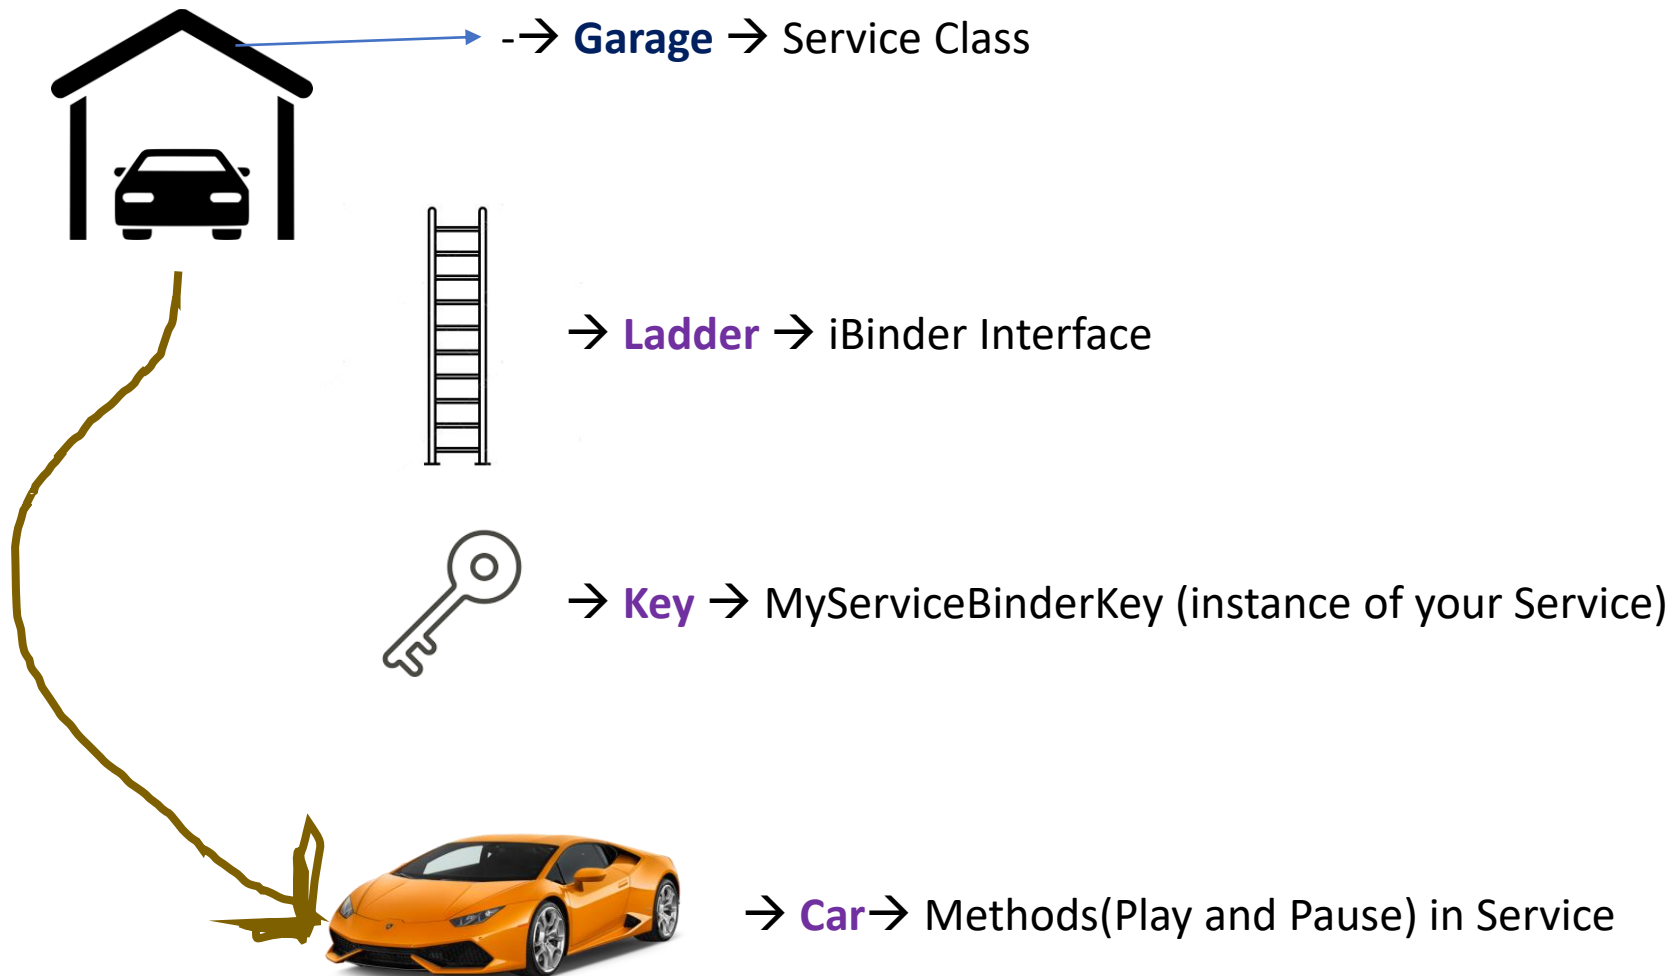 -→ Garage → Service Class
→ Ladder → iBinder Interface
→ Key → MyServiceBinderKey (instance of your Service)
→ Car→ Methods(Play and Pause) in Service